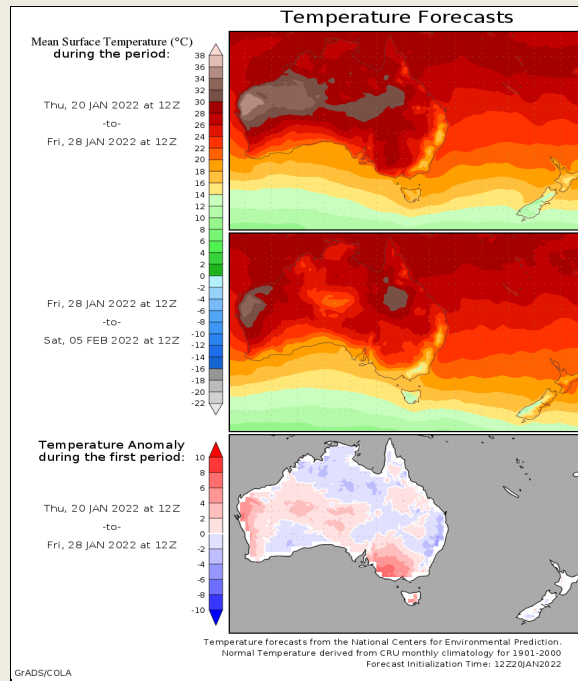 Temperature Forecasts
Mean Surface Temperature (°C)
during the period:
Thu, 20 JAN 2022 at 12Z
-to-
Fri, 28 JAN 2022 at 12Z
38
36
34
32
30
28
26
24
22
20
18
16
14
12
10
8
6
4
2
0
-2
-4
-6
-8
-10
-12
-14
-16
-18
-20
-22
Fri, 28 JAN 2022 at 12Z
-to-
Sat, 05 FEB 2022 at 12Z
Temperature Anomaly
during the first period:
Thu, 20 JAN 2022 at 12Z
-to-
Fri, 28 JAN 2022 at 12Z
10
8
6
4
2
0
-2
-4
-6
-8
-10
Temperature forecasts from the National Centers for Environmental Prediction.
Normal Temperature derived from CRU monthly climatology for 1901-2000
Forecast Initialization Time: 12Z20JAN2022
GrADS/COLA